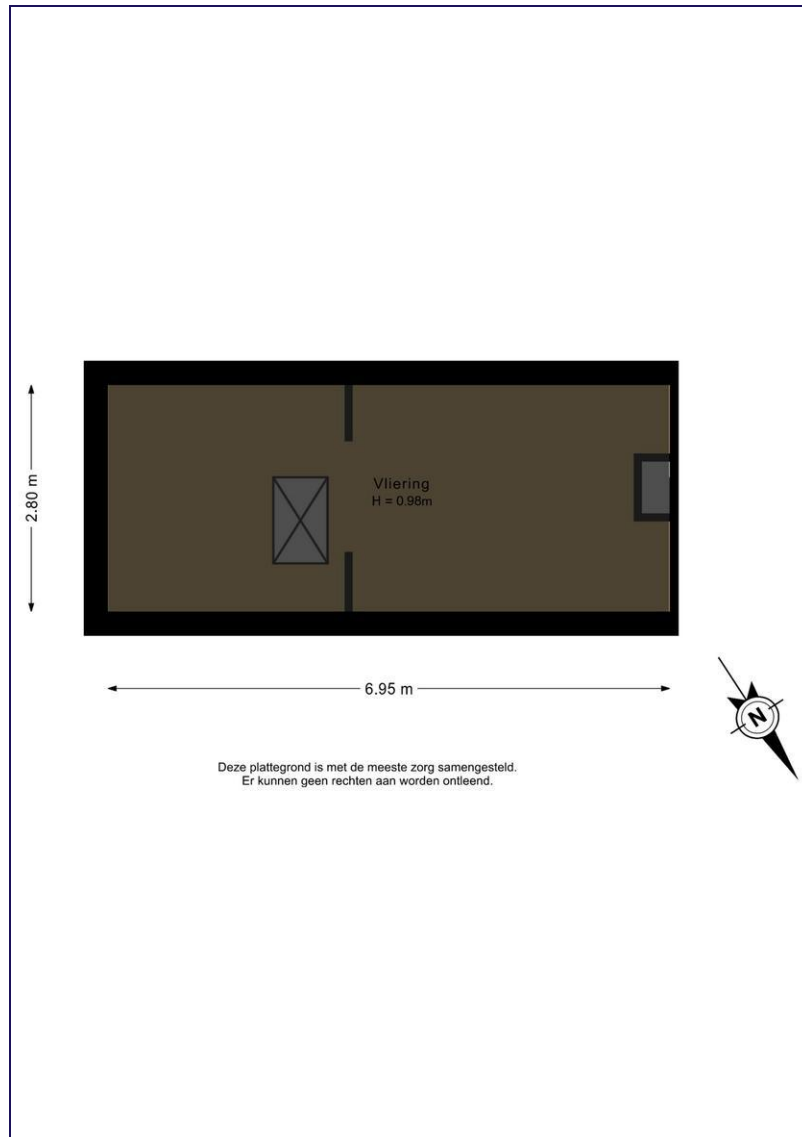 Vliering
H = 0.98m
2.80 m
6.95 m
N
Deze plattegrond is met de meeste zorg samengesteld.
Er kunnen geen rechten aan worden ontleend.